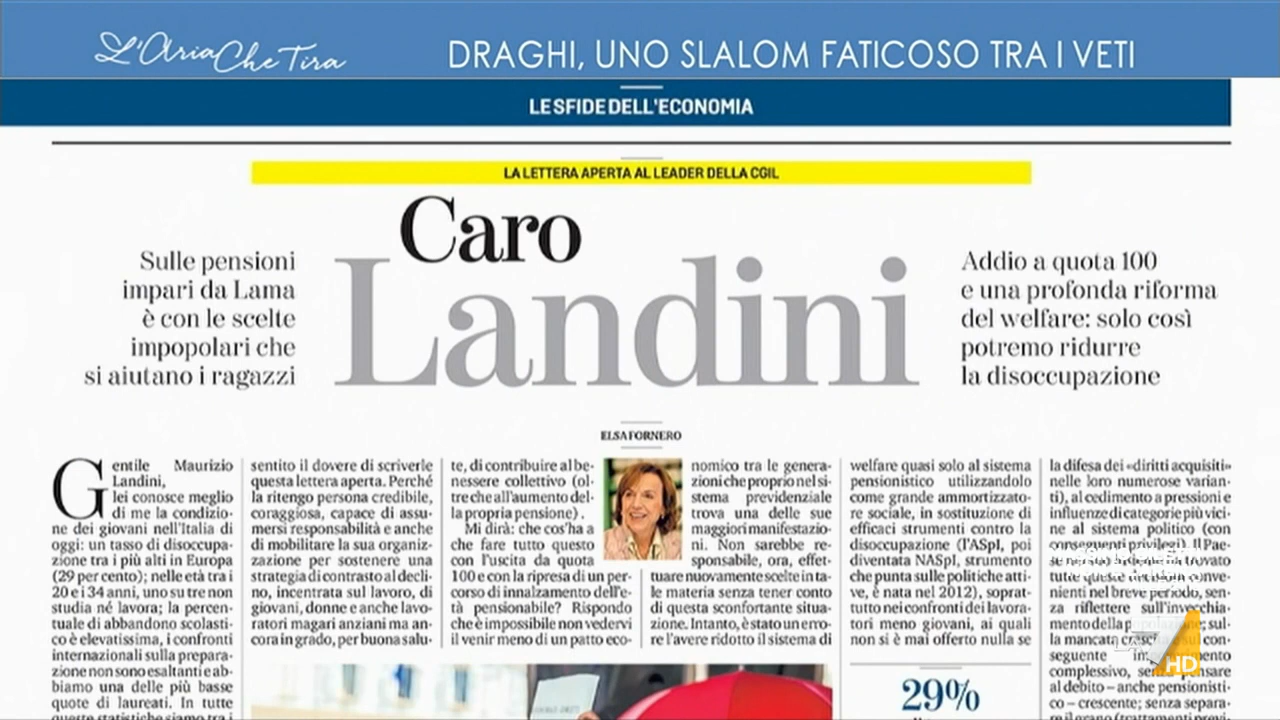 L'Aria Che Tira
DRAGHI, UNO SLALOM FATICOSO TRA I VETI
LE SFIDE DELL'ECONOMIA
LA LETTERA APERTA AL LEADER DELLA CGIL
Caro
Landini
Sulle pensioni
impari da Lama
è con le scelte
impopolari che
si aiutano i ragazzi
Addio a quota 100
e una profonda riforma
del welfare: solo così
potremo ridurre
la disoccupazione
ELSA FORNERO
Gentile Maurizio
Landini,
lei conosce meglio
di me la condizio-
ne dei giovani nell'Italia di
oggi: un tasso di disoccupa-
zione tra i più alti in Europa
(29 per cento); nelle età tra i
20 e i 34 anni, uno su tre non
studia né lavora; la percen-
tuale di abbandono scolasti-
co è elevatissima, i confronti
internazionali sulla prepara-
zione non sono esaltanti e ab-
biamo una delle più basse
quote di laureati. In tutte
queste statistiche siamo tra i
sentito il dovere di scriverle
questa lettera aperta. Perché
la ritengo persona credibile,
coraggiosa, capace di assu-
mersi responsabilità e anche
di mobilitare la sua organiz-
zazione per sostenere una
strategia di contrasto al decli-
no, incentrata sul lavoro, di
giovani, donne e anche lavo-
ratori magari anziani ma an-
cora in grado, per buona salu-
te, di contribuire al be-
nessere collettivo (ol-
tre che all'aumento del-
la propria pensione).
Mi dirà: che cos'ha a
che fare tutto questo
con l'uscita da quota
100 e con la ripresa di un per-
corso di innalzamento dell'e-
tà pensionabile? Rispondo
che è impossibile non vedervi
il venir meno di un patto eco-
nomico tra le genera-
zioni che proprio nel si-
stema previdenziale
trova una delle sue
maggiori manifestazio-
ni. Non sarebbe re-
sponsabile, ora, effet-
tuare nuovamente scelte in ta-
le materia senza tener conto
di questa sconfortante situa-
zione. Intanto, è stato un erro-
re l'avere ridotto il sistema di
welfare quasi solo al sistema
pensionistico utilizzandolo
come grande ammortizzato-
re sociale, in sostituzione di
efficaci strumenti contro la
disoccupazione (l'ASpI, poi
diventata NASpI, strumento
che punta sulle politiche atti-
ve, è nata nel 2012), soprat-
tutto nei confronti dei lavora-
tori meno giovani, ai quali
non si è mai offerto nulla se
29%
la difesa dei «diritti acquisiti»
nelle loro numerose varian-
ti), al cedimento a pressioni e
influenze di categorie più vici-
ne al sistema politico (con
conseguenti privilegi). Il Pae-
nienti nel breve periodo, sen-
za riflettere sull'invecchia-
mento della popolazione; sul-
la mancata crescita; sul con-
seguente
complessivo, senza pensare
al debito – anche pensionisti-
co – crescente; senza separa-
HD